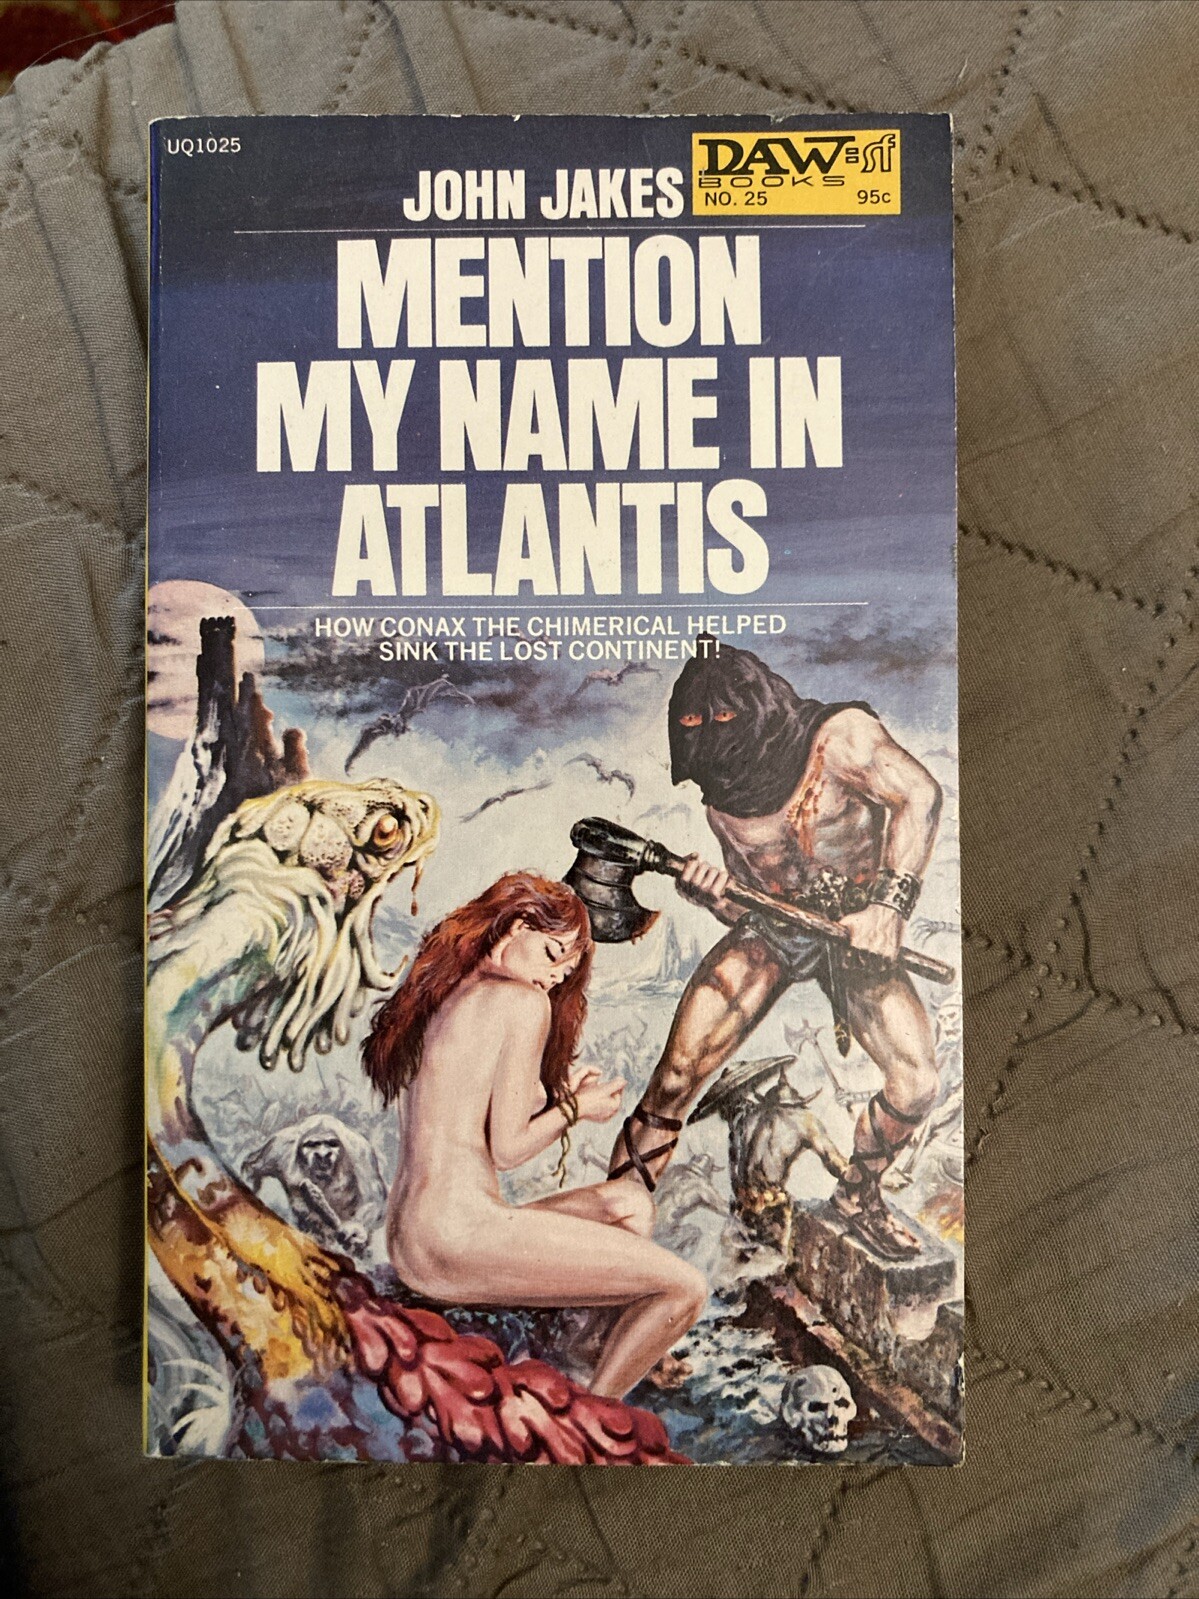 UQ1025
DAW=sf
BOOKS
NO. 25 95c
JOHN JAKES
MENTION
MY NAME IN
ATLANTIS
HOW CONAX THE CHIMERICAL HELPED
SINK THE LOST CONTINENT!